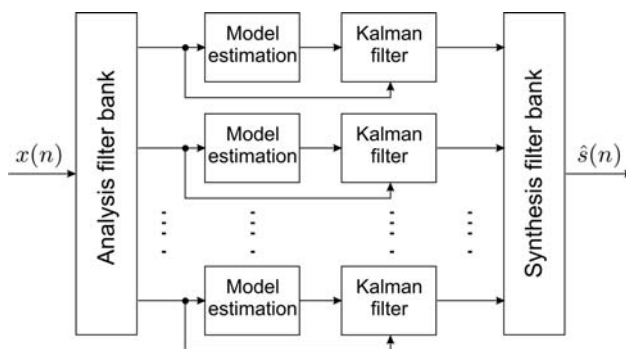 Analysis filter bank
Model
estimation
Kalman
filter
Synthesis filter bank
x(n)
Model
estimation
Kalman
filter
ŝ(n)
Model
estimation
Kalman
filter